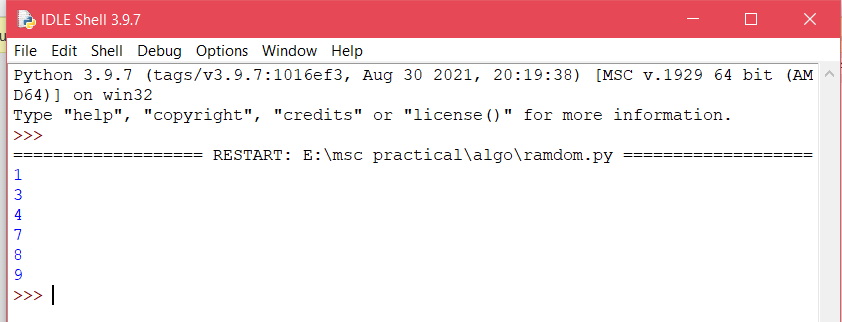 IDLE Shell 3.9.7
File Edit Shell Debug Options Window Help
Python 3.9.7 (tags/v3.9.7:1016ef3, Aug 30 2021, 20:19:38) [MSC v.1929 64 bit (AM
D64)] on win32
Type "help", "copyright", "credits" or "license()" for more information.
>>>
=================== RESTART: E:\msc practical\algo\ramdom.py ===================
1
3
4
7
8
9
>>>